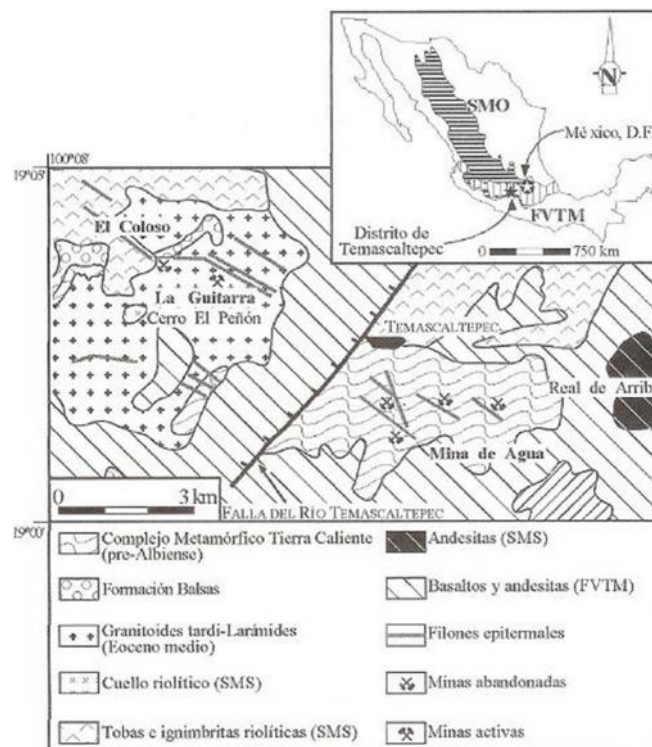 N
SMO
México, D.F.
FVTM
Distrito de
Temascaltepec
0 750 km
100°08'
19°05'
El Coloso
La Guitarra
Cerro El Peñón
TEMASCALTEPEC
Real de Arrib
Mina de Agua
0 3 km
FALLA DEL RÍO TEMASCALTEPEC
19°00'
Complejo Metamórfico Tierra Caliente
(pre-Albiense)
Formación Balsas
Granitoides tardi-Larámides
(Eoceno medio)
Cuello riolítico (SMS)
Tobas e ignimbritas riolíticas (SMS)
Andesitas (SMS)
Basaltos y andesitas (FVTM)
Filones epitermales
Minas abandonadas
Minas activas